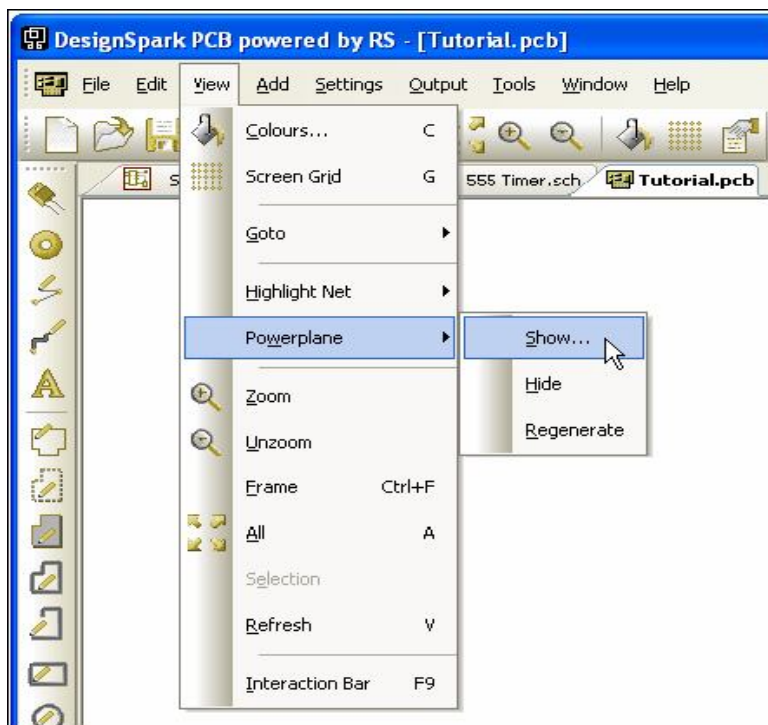 DesignSpark PCB powered by RS - [Tutorial.pcb]
File Edit View Add Settings Output Tools Window Help
S 555 Timer.sch Tutorial.pcb
Colours... C
Screen Grid G
Goto
Highlight Net
Powerplane
Show...
Hide
Regenerate
Zoom
Unzoom
Frame Ctrl+F
All A
Selection
Refresh V
Interaction Bar F9